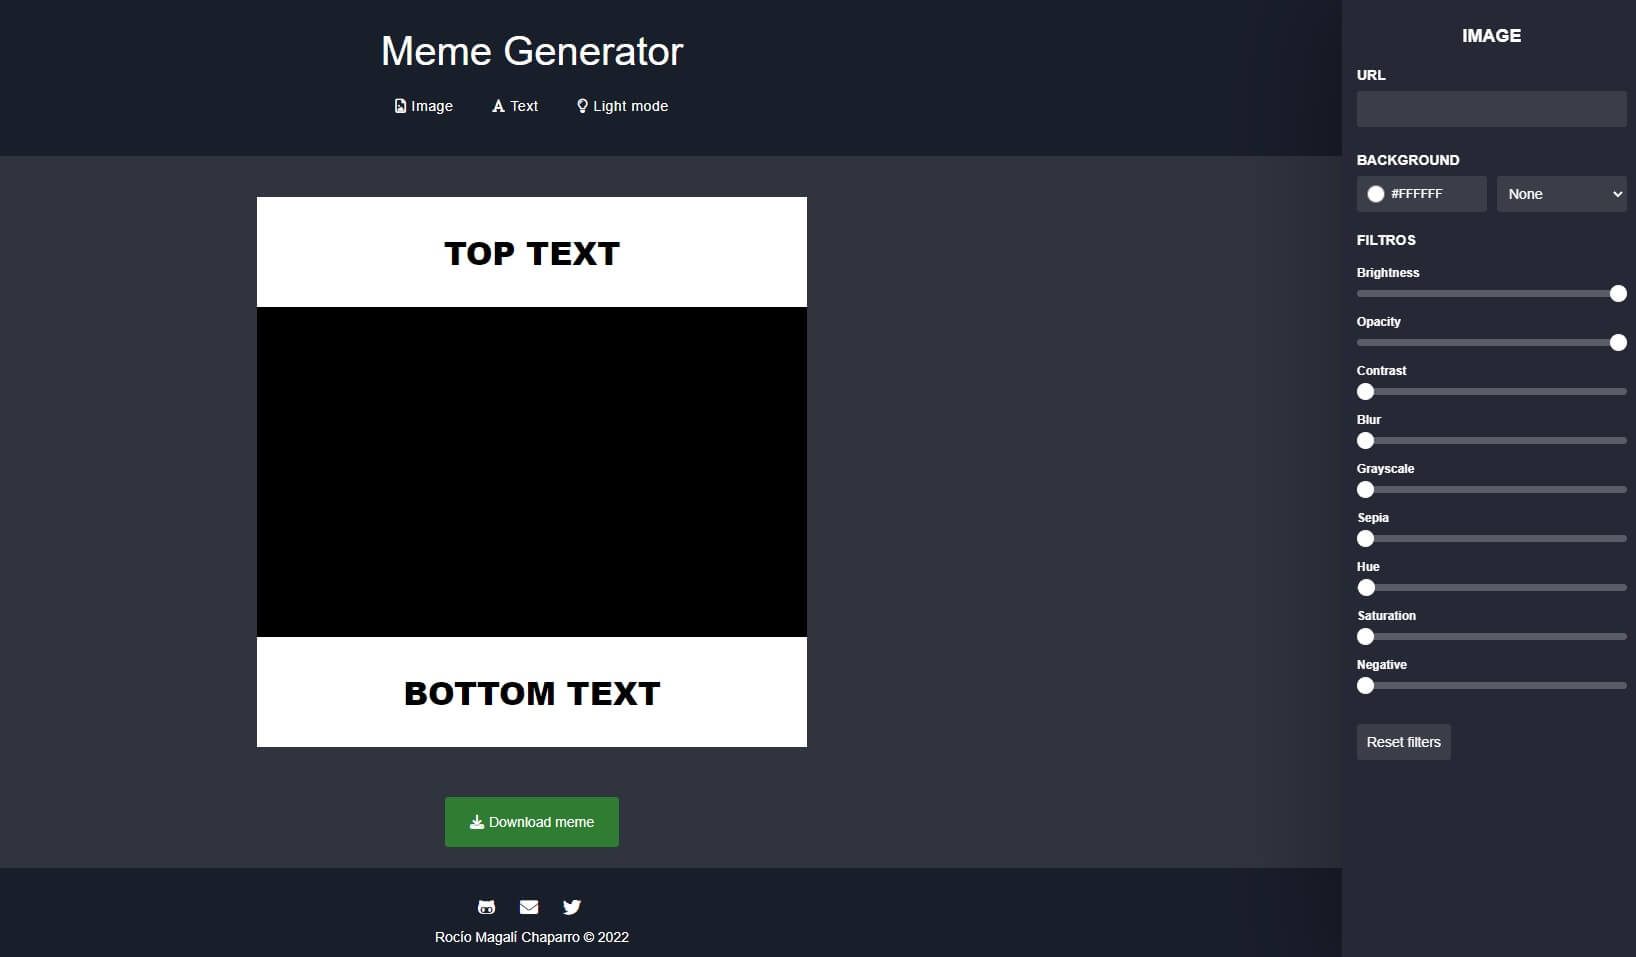 Meme Generator
Image Text Light mode
TOP TEXT
BOTTOM TEXT
Download meme
Rocío Magalí Chaparro © 2022
IMAGE
URL
BACKGROUND
#FFFFFF None
FILTROS
Brightness
Opacity
Contrast
Blur
Grayscale
Sepia
Hue
Saturation
Negative
Reset filters